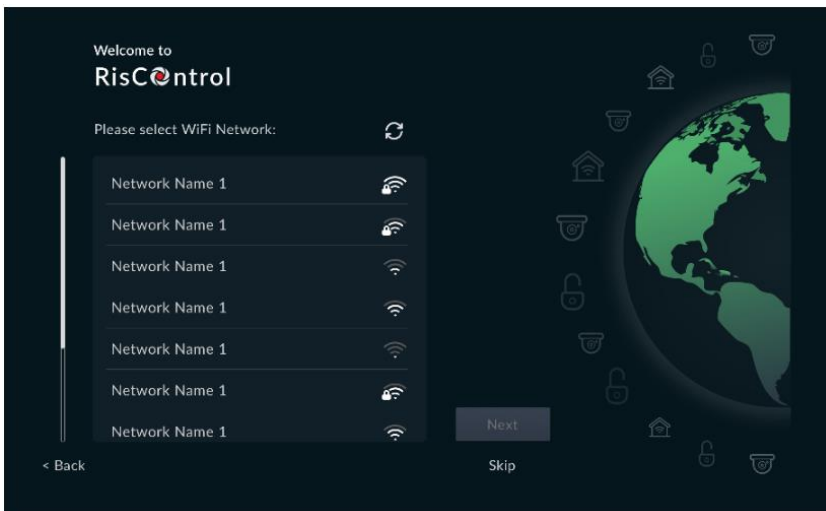 Welcome to
RisControl
Please select WiFi Network:
Network Name 1
Network Name 1
Network Name 1
Network Name 1
Network Name 1
Network Name 1
Network Name 1
Next
< Back
Skip